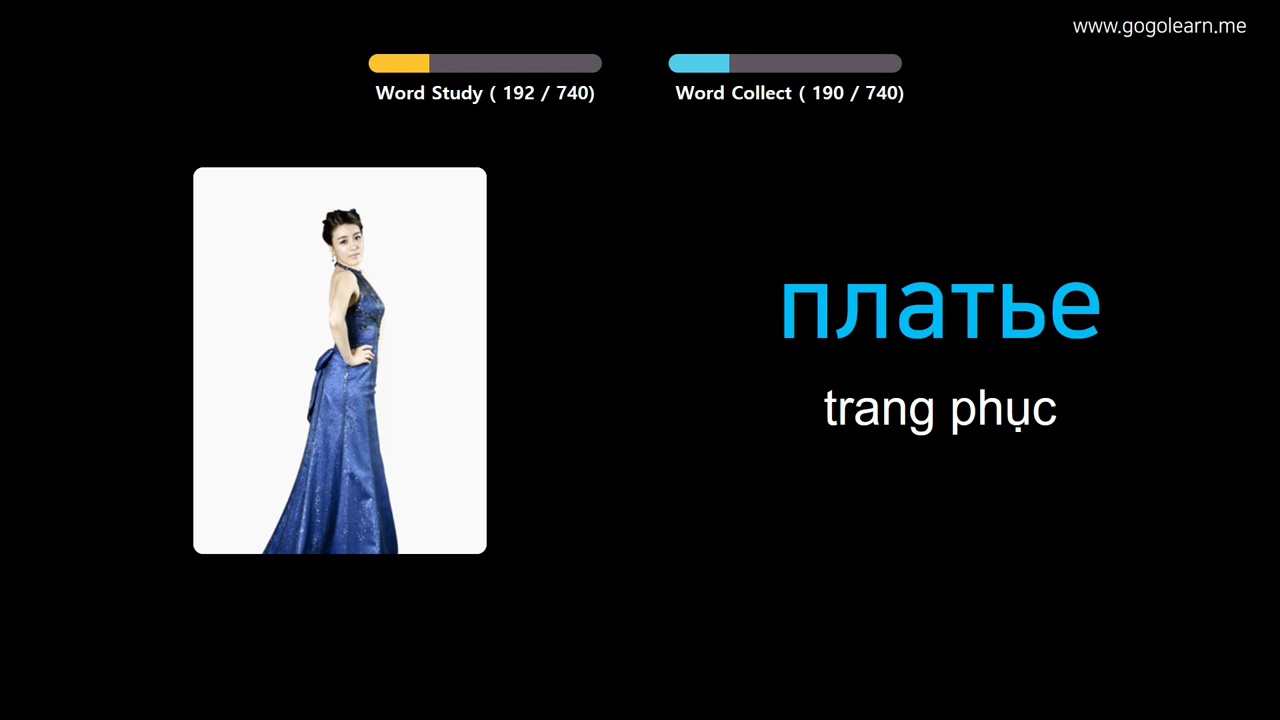 www.gogolearn.me
Word Study ( 192 / 740)
Word Collect ( 190 / 740)
платье
trang phục